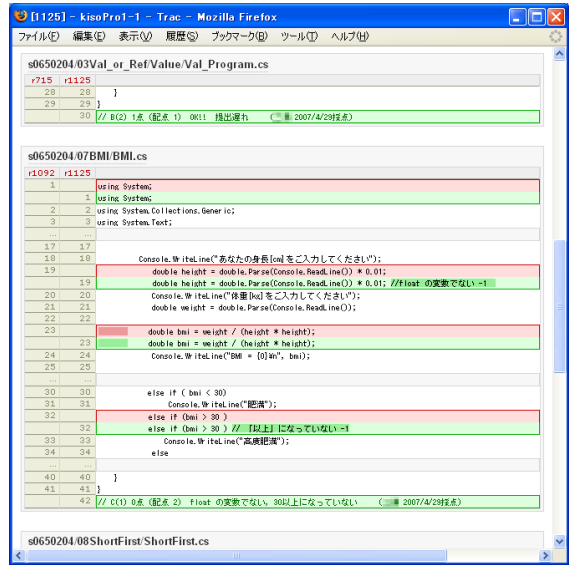 [1125] - kisoPro1-1 - Trac - Mozilla Firefox
ファイル(F) 編集(E) 表示(V) 履歴(S) ブックマーク(B) ツール(T) ヘルプ(H)
s0650204/03Val_or_Ref/Value/Val_Program.cs
r715 r1125
28 28 }
29 29 }
30 // B(2) 1点 (配点 1) OK!! 提出遅れ ( 2007/4/29採点)
s0650204/07BMI/BMI.cs
r1092 r1125
1 using System;
1 using System;
2 2 using System.Collections.Generic;
3 3 using System.Text;
... ...
17 17
18 18 Console.WriteLine("あなたの身長[cm]をご入力してください");
19 double height = double.Parse(Console.ReadLine()) * 0.01;
19 double height = double.Parse(Console.ReadLine()) * 0.01; //float の変数でない -1
20 20 Console.WriteLine("体重[kg]をご入力してください");
21 21 double weight = double.Parse(Console.ReadLine());
22 22
23 double bmi = weight / (height * height);
23 double bmi = weight / (height * height);
24 24 Console.WriteLine("BMI = {0}¥n", bmi);
25 25
... ...
30 30 else if ( bmi < 30)
31 31 Console.WriteLine("肥満");
32 else if (bmi > 30 )
32 else if (bmi > 30 ) // 「以上」になっていない -1
33 33 Console.WriteLine("高度肥満");
34 34 else
... ...
40 40 }
41 41 }
42 // C(1) 0点 (配点 2) float の変数でない, 30以上になっていない ( 2007/4/29採点)
s0650204/08ShortFirst/ShortFirst.cs